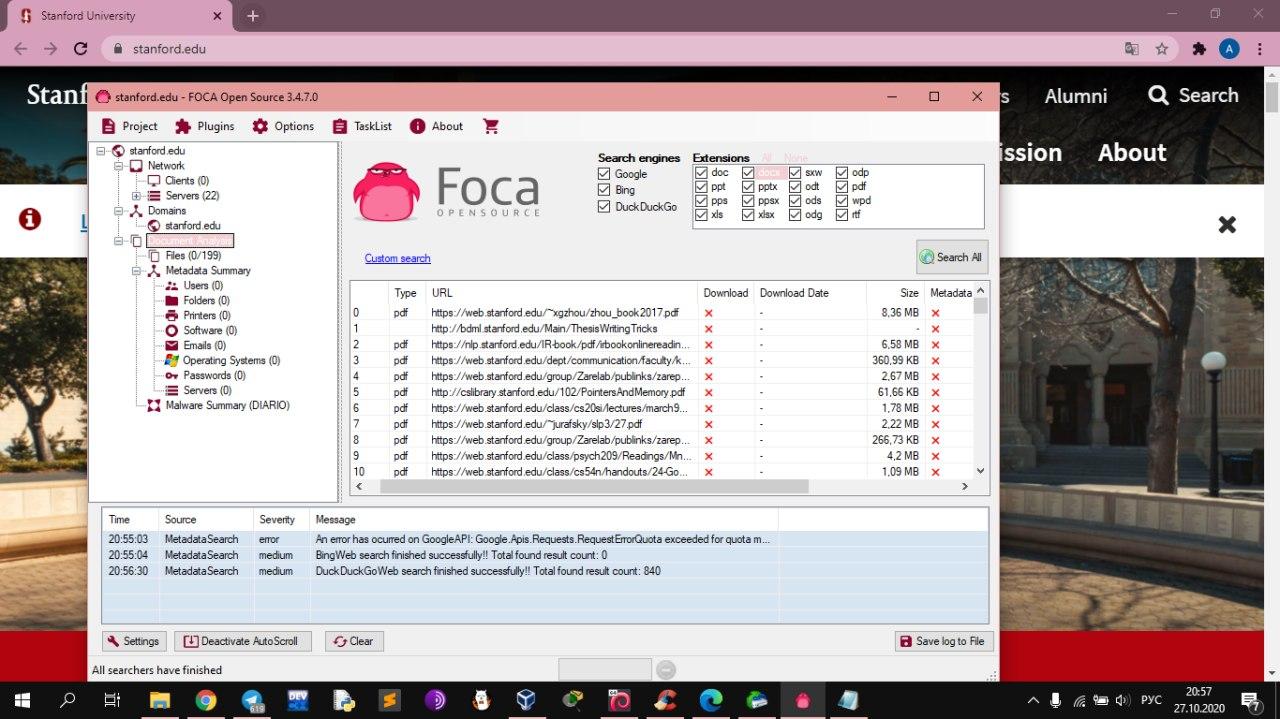 Stanford University
stanford.edu
A
Stanf
stanford.edu - FOCA Open Source 3.4.7.0
Alumni
Search
ission
About
Project
Plugins
Options
TaskList
About
stanford.edu
Network
Clients (0)
Servers (22)
Domains
stanford.edu
Document Analysis
Files (0/199)
Metadata Summary
Users (0)
Folders (0)
Printers (0)
Software (0)
Emails (0)
Operating Systems (0)
Passwords (0)
Servers (0)
Malware Summary (DIARIO)
Foca
OPENSOURCE
Search engines
Google
Bing
DuckDuckGo
Extensions All None
doc docx sxw odp
ppt pptx odt pdf
pps ppsx ods wpd
xls xlsx odg rtf
Custom search
Search All
Type URL Download Download Date Size Metadata
0 pdf https://web.stanford.edu/~xgzhou/zhou_book2017.pdf - 8,36 MB
1 http://bdml.stanford.edu/Main/ThesisWritingTricks - -
2 pdf https://nlp.stanford.edu/IR-book/pdf/irbookonlinereadin... - 6,58 MB
3 pdf https://web.stanford.edu/dept/communication/faculty/k... - 360,99 KB
4 pdf https://web.stanford.edu/group/Zarelab/publinks/zarep... - 2,67 MB
5 pdf http://cslibrary.stanford.edu/102/PointersAndMemory.pdf - 61,66 KB
6 pdf https://web.stanford.edu/class/cs20si/lectures/march9... - 1,78 MB
7 pdf https://web.stanford.edu/~jurafsky/slp3/27.pdf - 2,22 MB
8 pdf https://web.stanford.edu/group/Zarelab/publinks/zarep... - 266,73 KB
9 pdf https://web.stanford.edu/class/psych209/Readings/Mn... - 4,2 MB
10 pdf https://web.stanford.edu/class/cs54n/handouts/24-Go... - 1,09 MB
Time Source Severity Message
20:55:03 MetadataSearch error An error has ocurred on GoogleAPI: Google.Apis.Requests.RequestErrorQuota exceeded for quota m...
20:55:04 MetadataSearch medium BingWeb search finished successfully!! Total found result count: 0
20:56:30 MetadataSearch medium DuckDuckGoWeb search finished successfully!! Total found result count: 840
Settings
Deactivate AutoScroll
Clear
Save log to File
All searchers have finished
619
DEV
РУС
20:57
27.10.2020
7